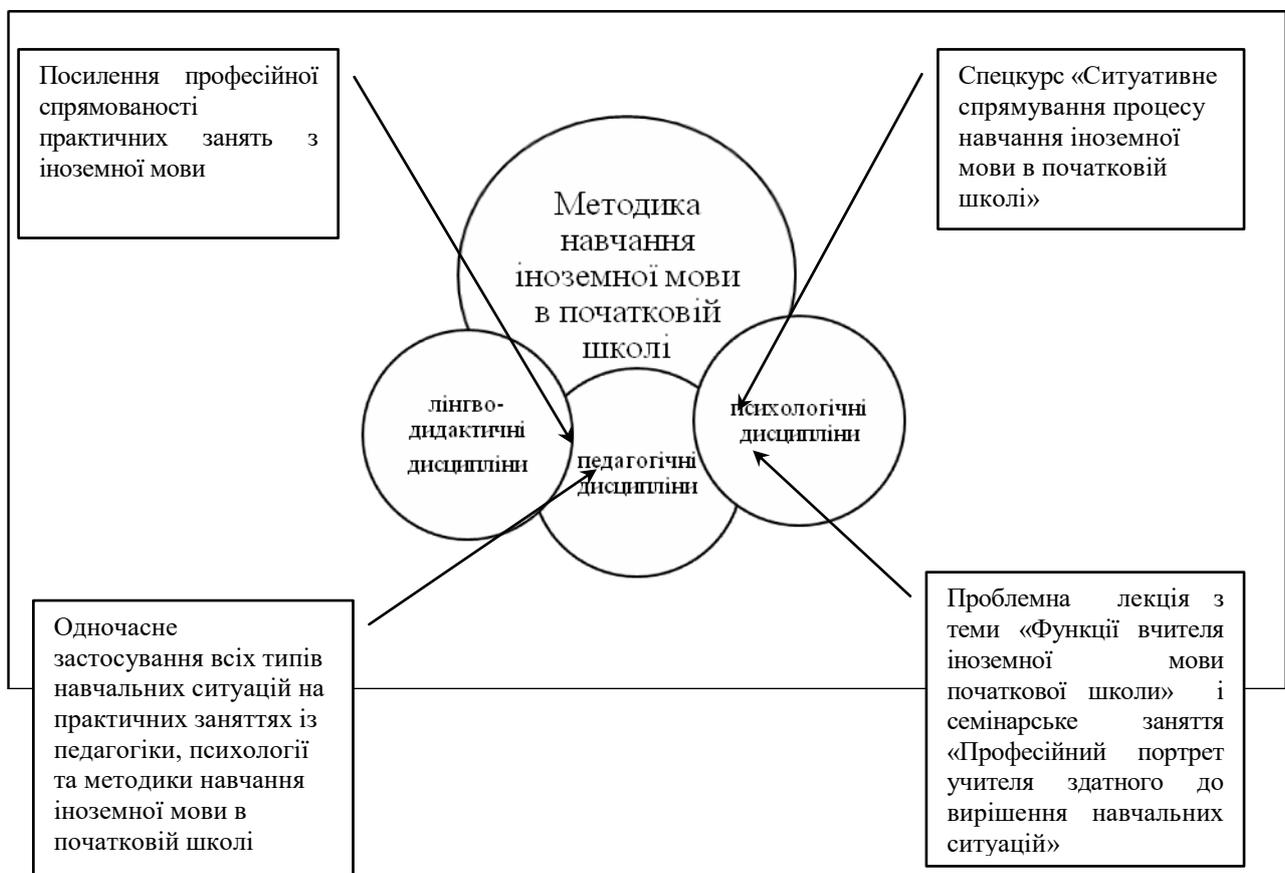 Посилення професійної
спрямованості
практичних занять з
іноземної мови
Спецкурс «Ситуативне
спрямування процесу
навчання іноземної
мови в початковій
школі»
Методика
навчання
іноземної мови
в початковій
школі
лінгво-
дидактичні
дисципліни
педагогічні
дисципліни
психологічні
дисципліни
Одночасне
застосування всіх типів
навчальних ситуацій на
практичних заняттях із
педагогіки, психології
та методики навчання
іноземної мови в
початковій школі
Проблемна лекція з
теми «Функції вчителя
іноземної мови
початкової школи» і
семінарське заняття
«Професійний портрет
учителя здатного до
вирішення навчальних
ситуацій»